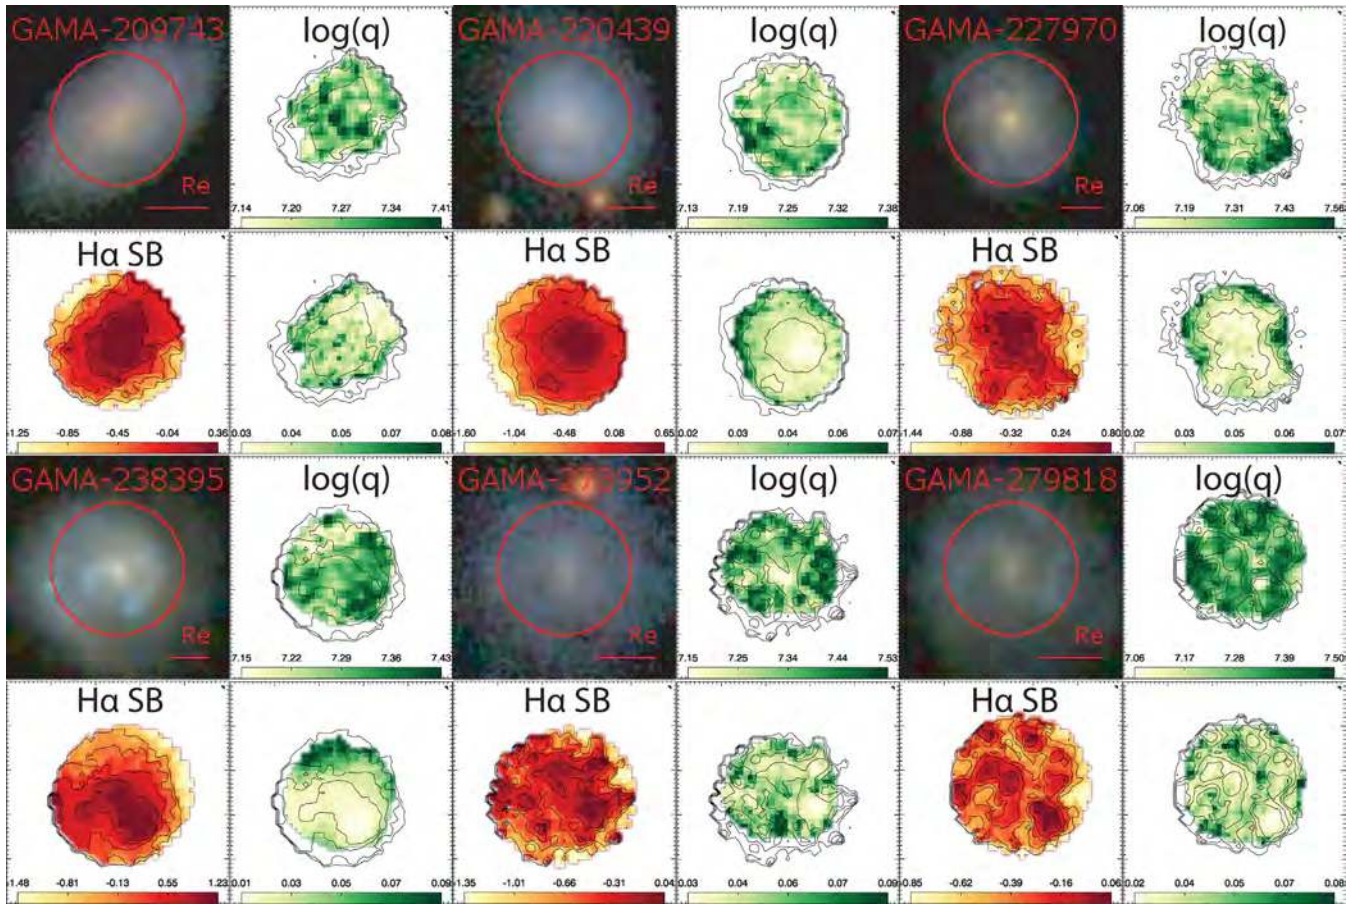 GAMA-209743 log(q) GAMA-220439 log(q) GAMA-227970 log(q)
Re Re Re
7.14 7.20 7.27 7.34 7.41 7.13 7.19 7.25 7.32 7.38 7.06 7.19 7.31 7.43 7.56
Hα SB Hα SB Hα SB
-1.25 -0.85 -0.45 -0.04 0.36 0.03 0.04 0.05 0.07 0.08 -1.60 -1.04 -0.48 0.08 0.65 0.02 0.03 0.05 0.06 0.07 -1.44 -0.88 -0.32 0.24 0.80 0.02 0.04 0.05 0.06 0.07
GAMA-238395 log(q) log(q) GAMA-279818 log(q)
Re Re Re
7.15 7.22 7.29 7.36 7.43 7.15 7.25 7.34 7.44 7.53 7.06 7.17 7.28 7.39 7.50
Hα SB Hα SB Hα SB
-1.48 -0.81 -0.13 0.55 1.23 0.01 0.03 0.05 0.07 0.09 -1.35 -1.01 -0.66 -0.31 0.04 0.03 0.04 0.06 0.07 0.09 -0.85 -0.62 -0.39 -0.16 0.06 0.02 0.04 0.05 0.07 0.08